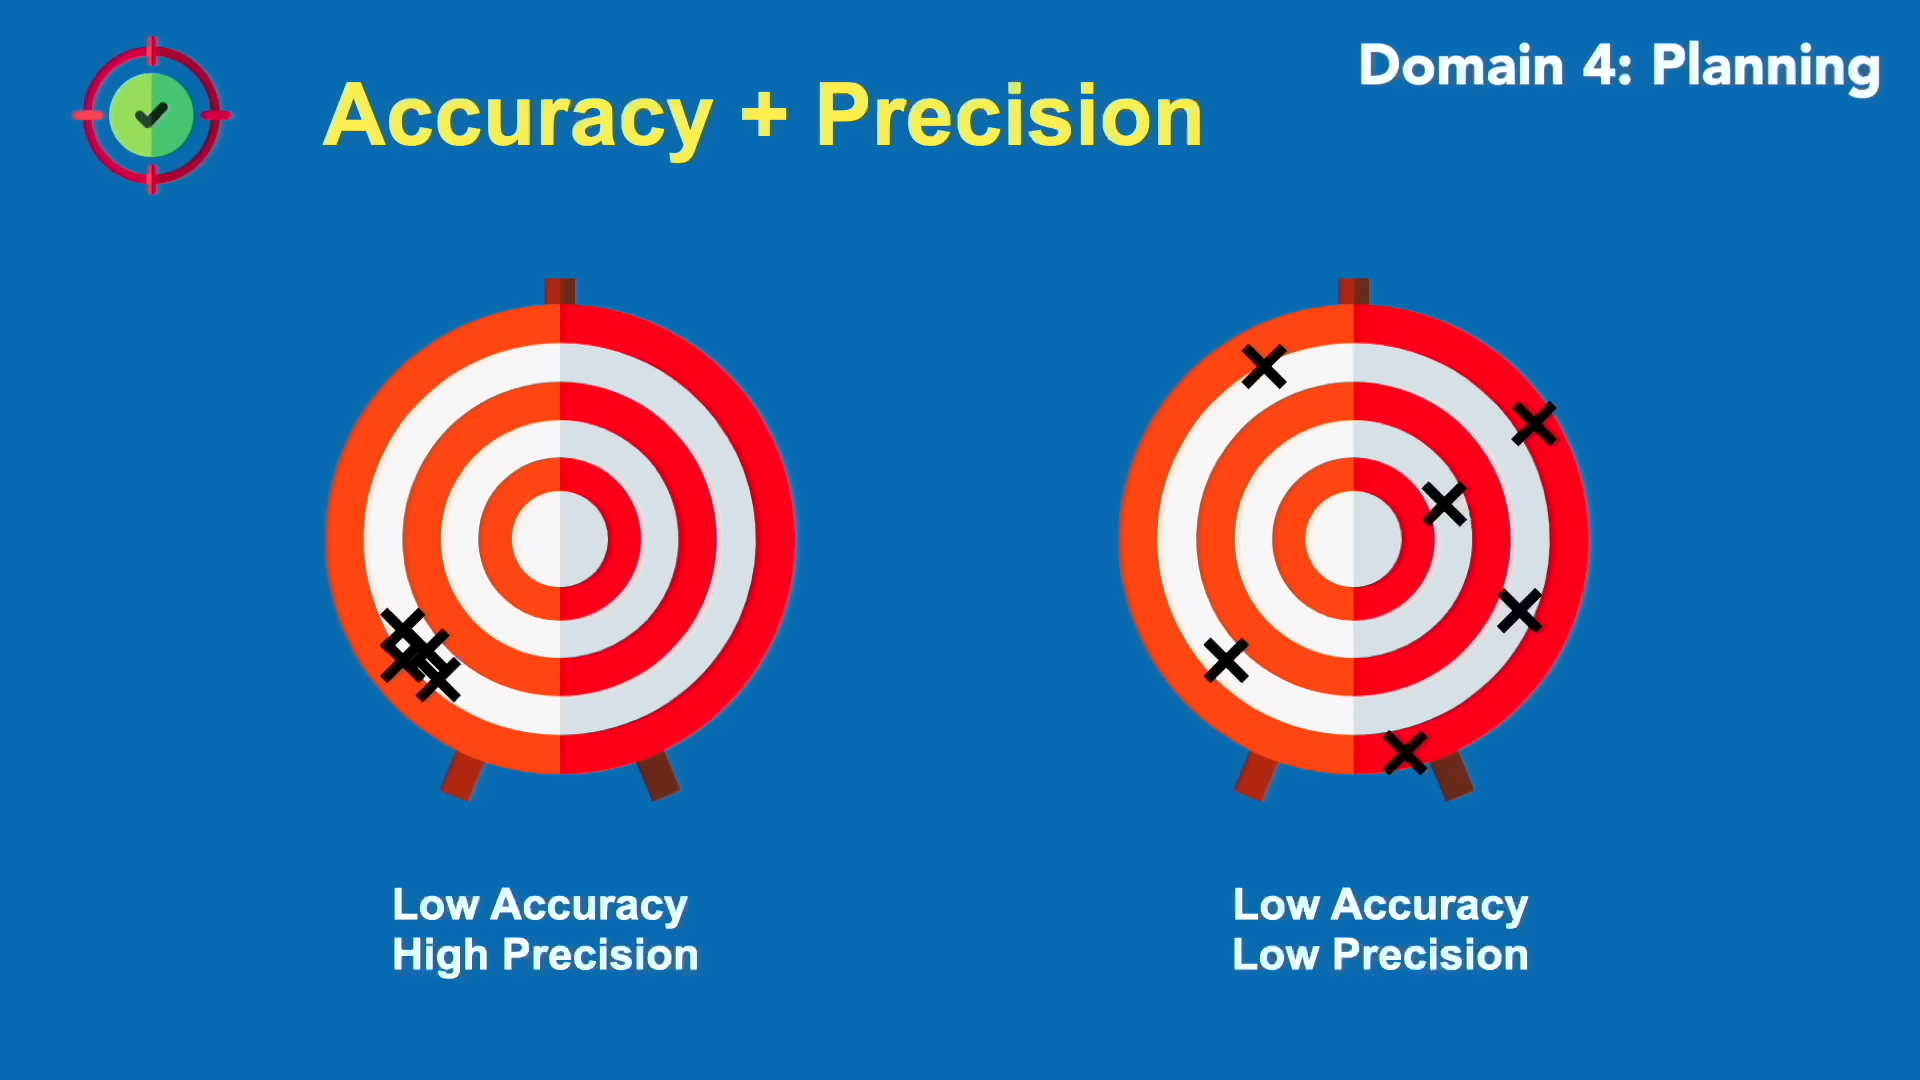 Domain 4: Planning
Accuracy + Precision
Low Accuracy
High Precision
Low Accuracy
Low Precision